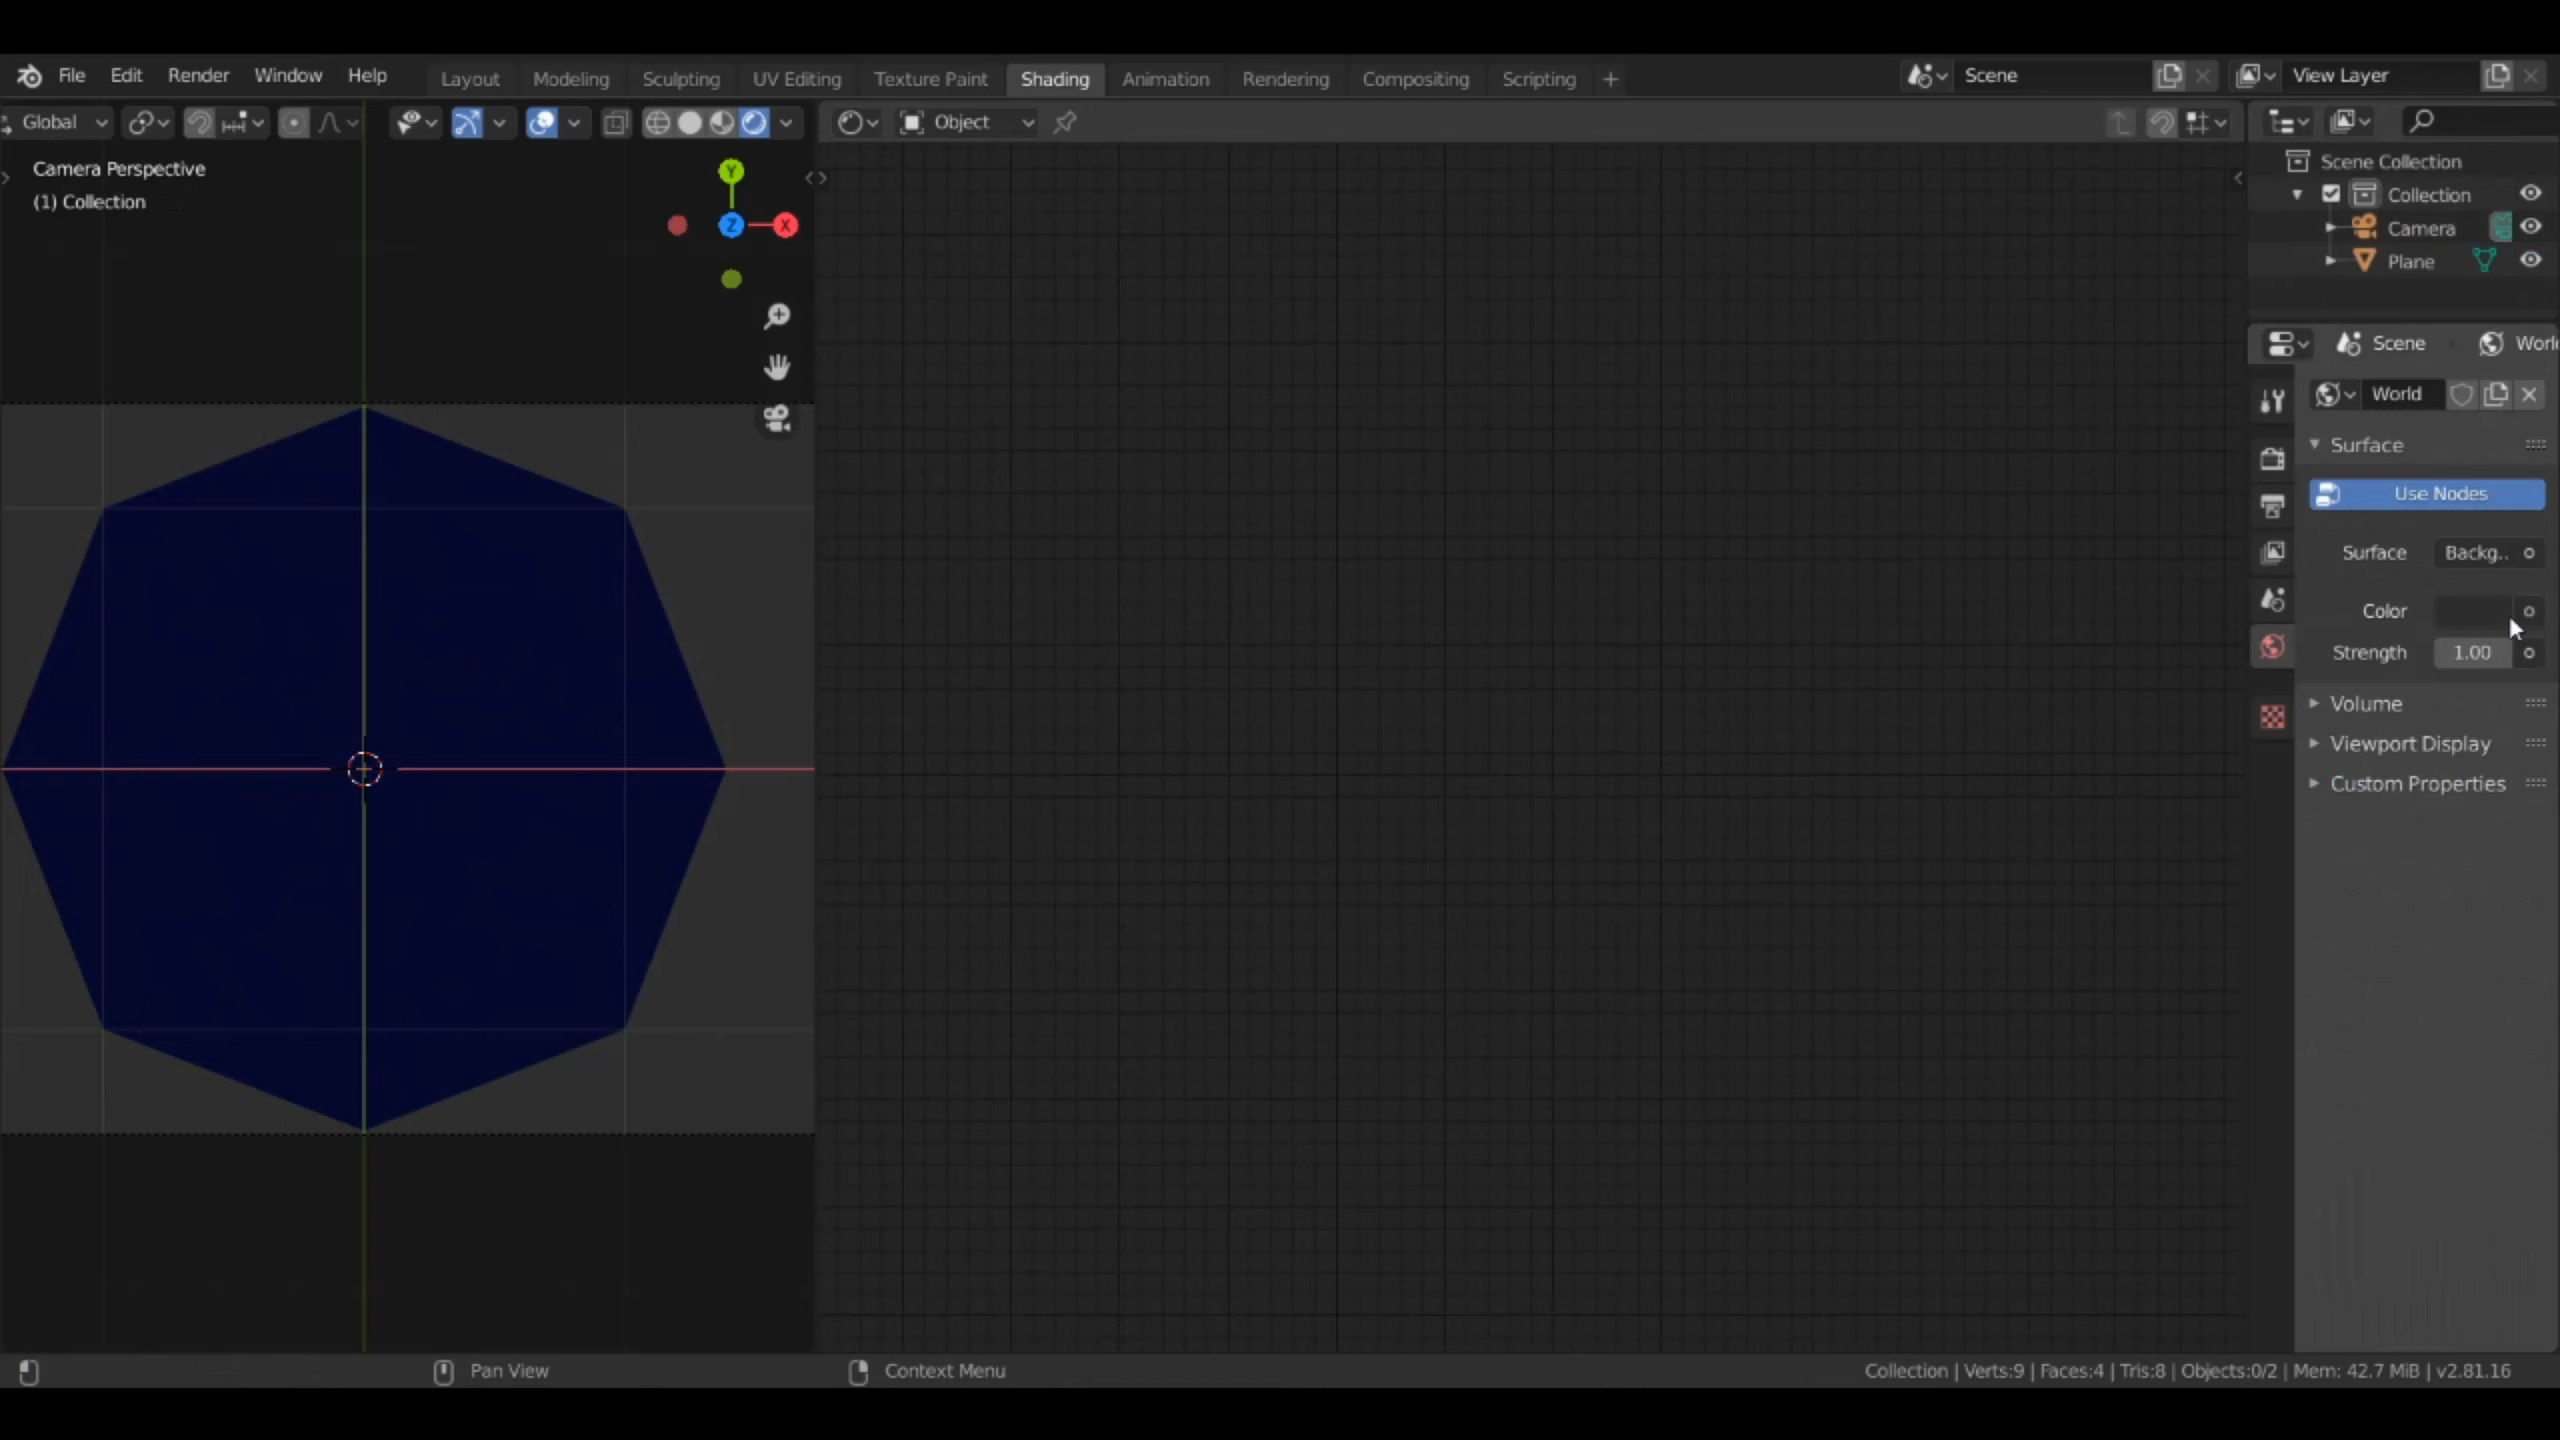 File Edit Render Window Help Layout Modeling Sculpting UV Editing Texture Paint Shading Animation Rendering Compositing Scripting + Scene View Layer
Global Object
Camera Perspective
(1) Collection
Y
Z X
Scene Collection
Collection
Camera
Plane
Scene Worl
World
Surface
Use Nodes
Surface Backg..
Color
Strength 1.00
Volume
Viewport Display
Custom Properties
Pan View Context Menu Collection | Verts:9 | Faces:4 | Tris:8 | Objects:0/2 | Mem: 42.7 MiB | v2.81.16